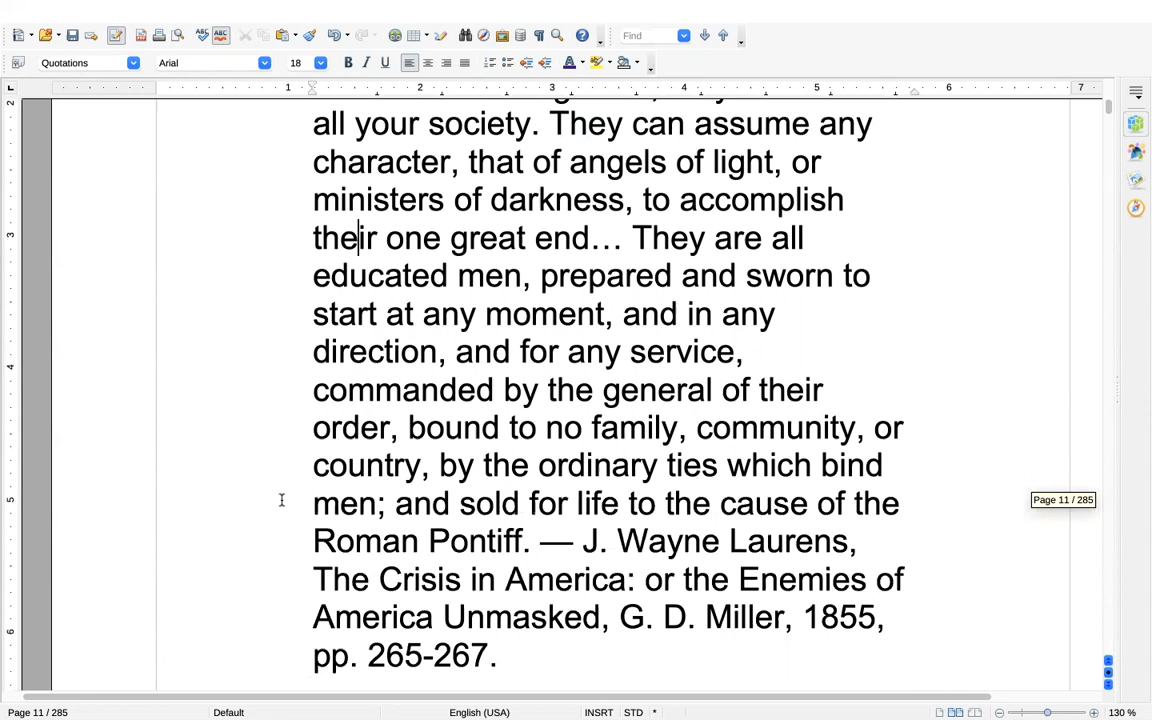 Find
Quotations Arial 18 B I U
1 2 3 4 5 6 7
2
all your society. They can assume any
character, that of angels of light, or
ministers of darkness, to accomplish
3
their one great end… They are all
educated men, prepared and sworn to
start at any moment, and in any
direction, and for any service,
4
commanded by the general of their
order, bound to no family, community, or
country, by the ordinary ties which bind
5
men; and sold for life to the cause of the
Page 11 / 285
Roman Pontiff. — J. Wayne Laurens,
The Crisis in America: or the Enemies of
America Unmasked, G. D. Miller, 1855,
6
pp. 265-267.
Page 11 / 285 Default English (USA) INSRT STD * 130 %